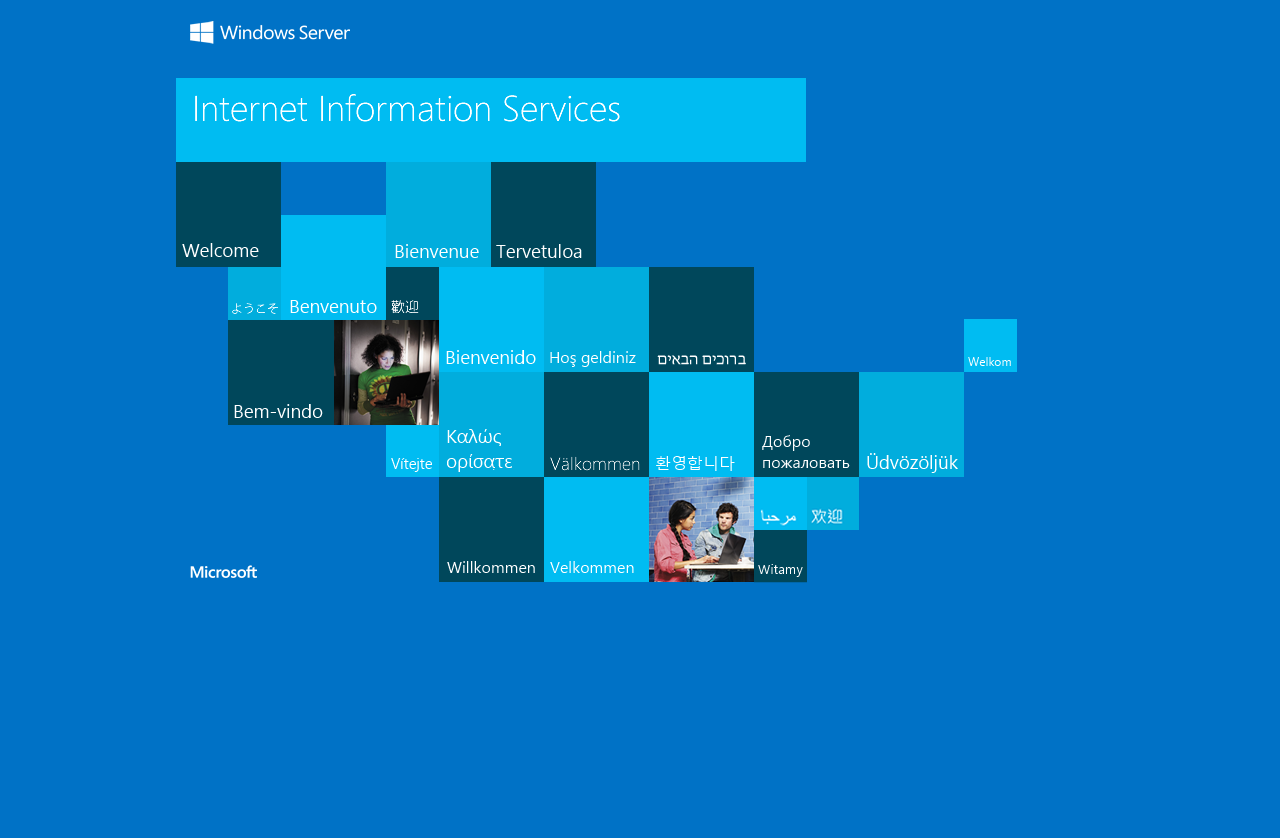 Windows Server
Internet Information Services
Welcome
Bienvenue
Tervetuloa
ようこそ
Benvenuto
歡迎
Bienvenido
Hoş geldiniz
ברוכים הבאים
Welkom
Bem-vindo
Vítejte
Καλώς
ορίσατε
Välkommen
환영합니다
Добро
пожаловать
Üdvözöljük
Willkommen
Velkommen
مرحبا
欢迎
Witamy
Microsoft